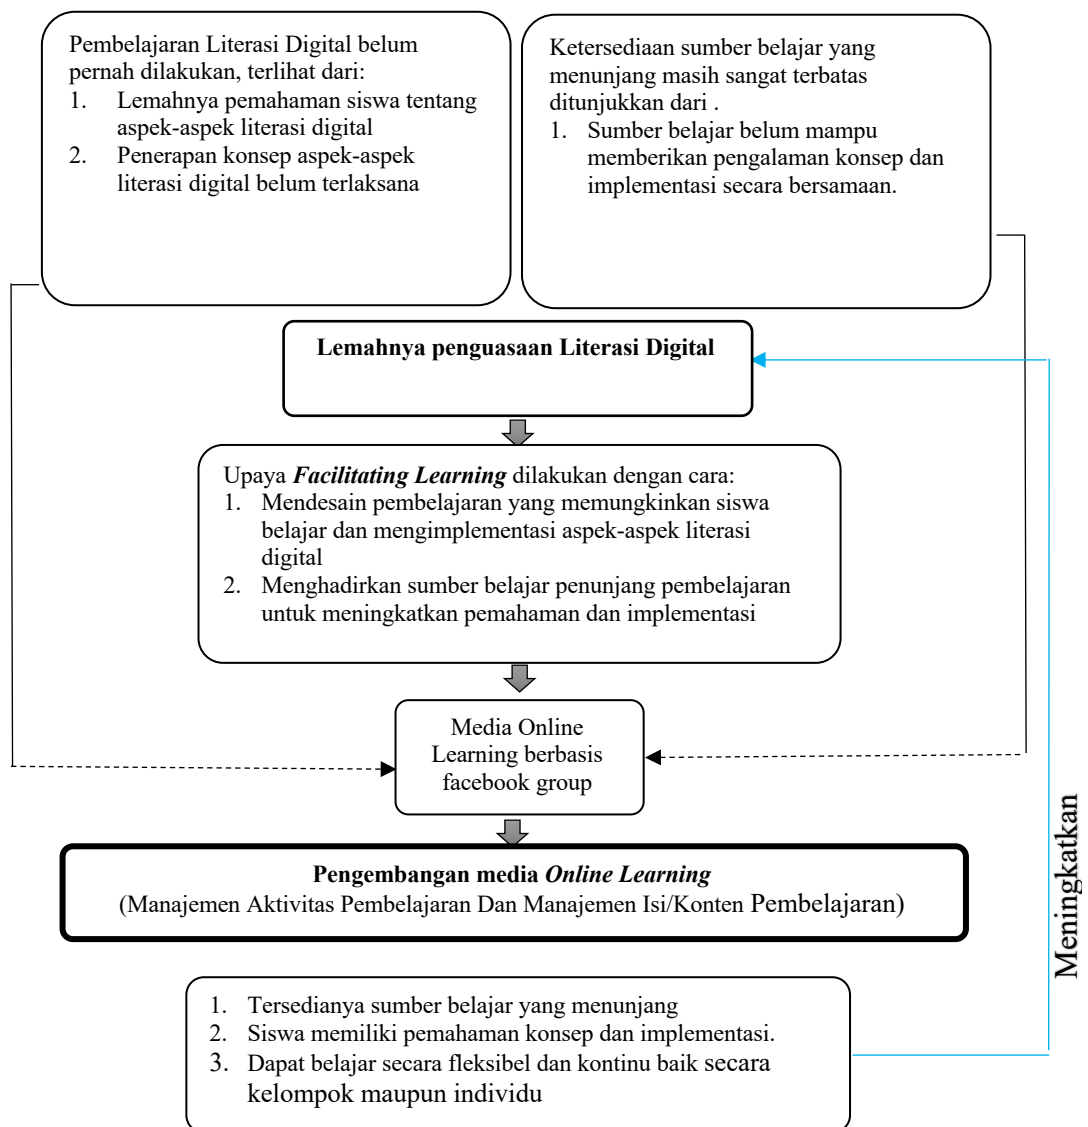 Pembelajaran Literasi Digital belum
pernah dilakukan, terlihat dari:
1. Lemahnya pemahaman siswa tentang
aspek-aspek literasi digital
2. Penerapan konsep aspek-aspek
literasi digital belum terlaksana
Ketersediaan sumber belajar yang
menunjang masih sangat terbatas
ditunjukkan dari .
1. Sumber belajar belum mampu
memberikan pengalaman konsep dan
implementasi secara bersamaan.
Lemahnya penguasaan Literasi Digital
Upaya Facilitating Learning dilakukan dengan cara:
1. Mendesain pembelajaran yang memungkinkan siswa
belajar dan mengimplementasi aspek-aspek literasi
digital
2. Menghadirkan sumber belajar penunjang pembelajaran
untuk meningkatkan pemahaman dan implementasi
Media Online
Learning berbasis
facebook group
Pengembangan media Online Learning
(Manajemen Aktivitas Pembelajaran Dan Manajemen Isi/Konten Pembelajaran)
1. Tersedianya sumber belajar yang menunjang
2. Siswa memiliki pemahaman konsep dan implementasi.
3. Dapat belajar secara fleksibel dan kontinu baik secara
kelompok maupun individu
Meningkatkan